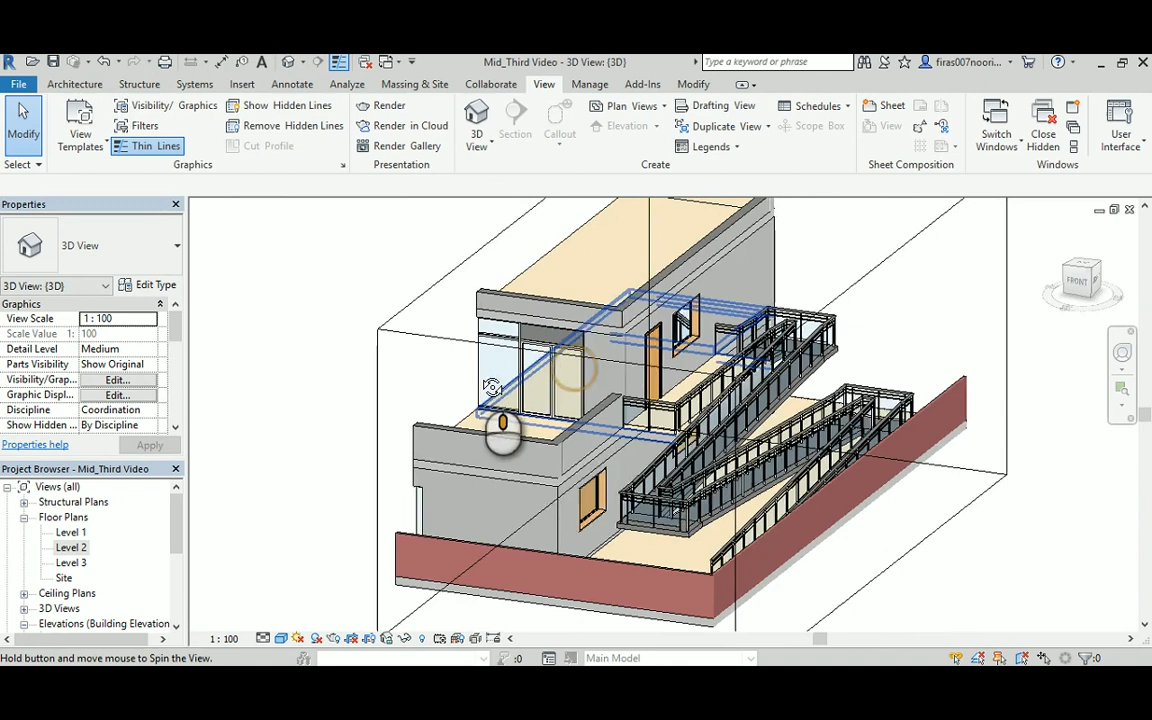 Mid_Third Video - 3D View: {3D}
Type a keyword or phrase
firas007noori...
File Architecture Structure Systems Insert Annotate Analyze Massing & Site Collaborate View Manage Add-Ins Modify
Modify
Select
View Templates
Visibility/ Graphics
Filters
Thin Lines
Show Hidden Lines
Remove Hidden Lines
Cut Profile
Graphics
Render
Render in Cloud
Render Gallery
Presentation
3D View
Section
Callout
Plan Views
Elevation
Drafting View
Duplicate View
Legends
Schedules
Scope Box
Create
Sheet
View
Sheet Composition
Switch Windows
Close Hidden
Windows
User Interface
Properties
3D View
3D View: {3D}
Edit Type
Graphics
View Scale 1 : 100
Scale Value 1: 100
Detail Level Medium
Parts Visibility Show Original
Visibility/Grap... Edit...
Graphic Displ... Edit...
Discipline Coordination
Show Hidden... By Discipline
Properties help
Apply
Project Browser - Mid_Third Video
Views (all)
Structural Plans
Floor Plans
Level 1
Level 2
Level 3
Site
Ceiling Plans
3D Views
Elevations (Building Elevation
FRONT
1 : 100
Hold button and move mouse to Spin the View.
:0
Main Model
:0